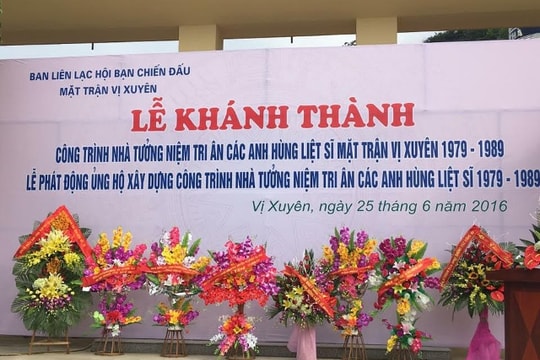 BAN LIÊN LẠC HỘI BẠN CHIẾN ĐẤU
MẶT TRẬN VỊ XUYÊN
LỄ KHÁNH THÀNH
CÔNG TRÌNH NHÀ TƯỞNG NIỆM TRI ÂN CÁC ANH HÙNG LIỆT SĨ MẶT TRẬN VỊ XUYÊN 1979 - 1989
LỄ PHÁT ĐỘNG ỦNG HỘ XÂY DỰNG CÔNG TRÌNH NHÀ TƯỞNG NIỆM TRI ÂN CÁC ANH HÙNG LIỆT SĨ 1979 - 1989
Vị Xuyên, ngày 25 tháng 6 năm 2016